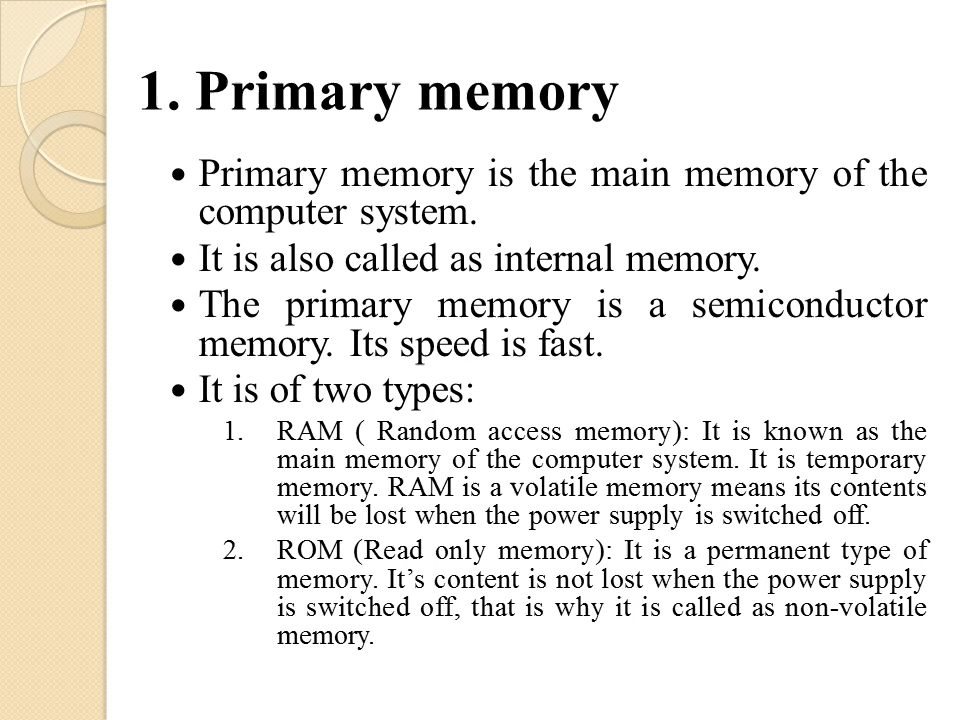 1. Primary memory
• Primary memory is the main memory of the
computer system.
• It is also called as internal memory.
• The primary memory is a semiconductor
memory. Its speed is fast.
• It is of two types:
1. RAM ( Random access memory): It is known as the
main memory of the computer system. It is temporary
memory. RAM is a volatile memory means its contents
will be lost when the power supply is switched off.
2. ROM (Read only memory): It is a permanent type of
memory. It’s content is not lost when the power supply
is switched off, that is why it is called as non-volatile
memory.